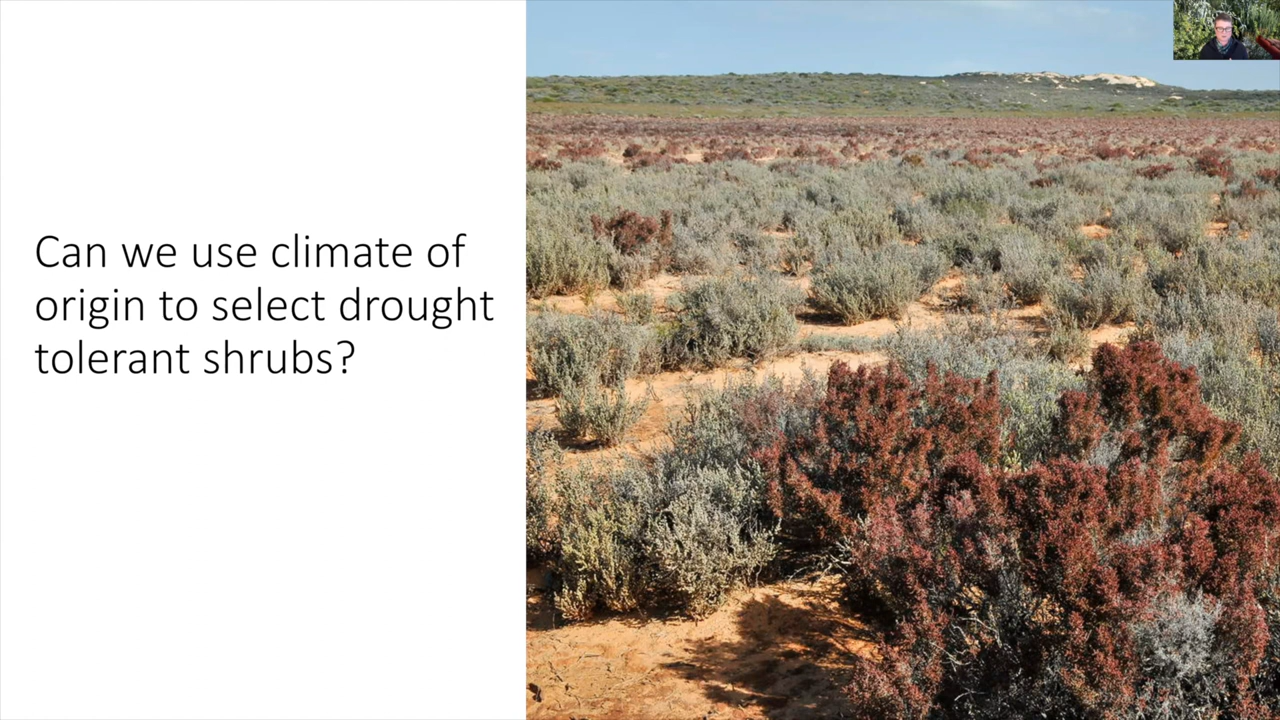 Can we use climate of
origin to select drought
tolerant shrubs?